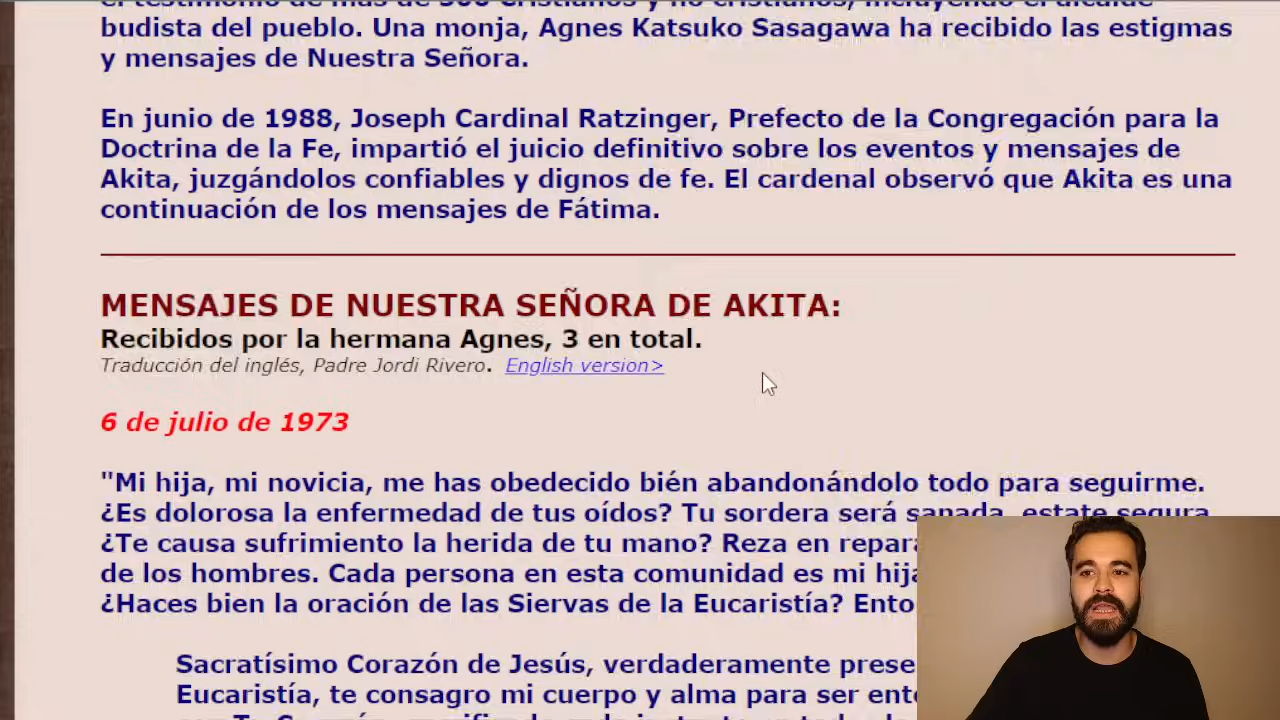 budista del pueblo. Una monja, Agnes Katsuko Sasagawa ha recibido las estigmas
y mensajes de Nuestra Señora.
En junio de 1988, Joseph Cardinal Ratzinger, Prefecto de la Congregación para la
Doctrina de la Fe, impartió el juicio definitivo sobre los eventos y mensajes de
Akita, juzgándolos confiables y dignos de fe. El cardenal observó que Akita es una
continuación de los mensajes de Fátima.
MENSAJES DE NUESTRA SEÑORA DE AKITA:
Recibidos por la hermana Agnes, 3 en total.
Traducción del inglés, Padre Jordi Rivero. English version>
6 de julio de 1973
"Mi hija, mi novicia, me has obedecido bién abandonándolo todo para seguirme.
¿Es dolorosa la enfermedad de tus oídos? Tu sordera será sanada, estate segura
¿Te causa sufrimiento la herida de tu mano? Reza en
de los hombres. Cada persona en esta comunidad es mi
¿Haces bien la oración de las Siervas de la Eucaristía?
Sacratísimo Corazón de Jesús, verdaderamente
Eucaristía, te consagro mi cuerpo y alma para ser